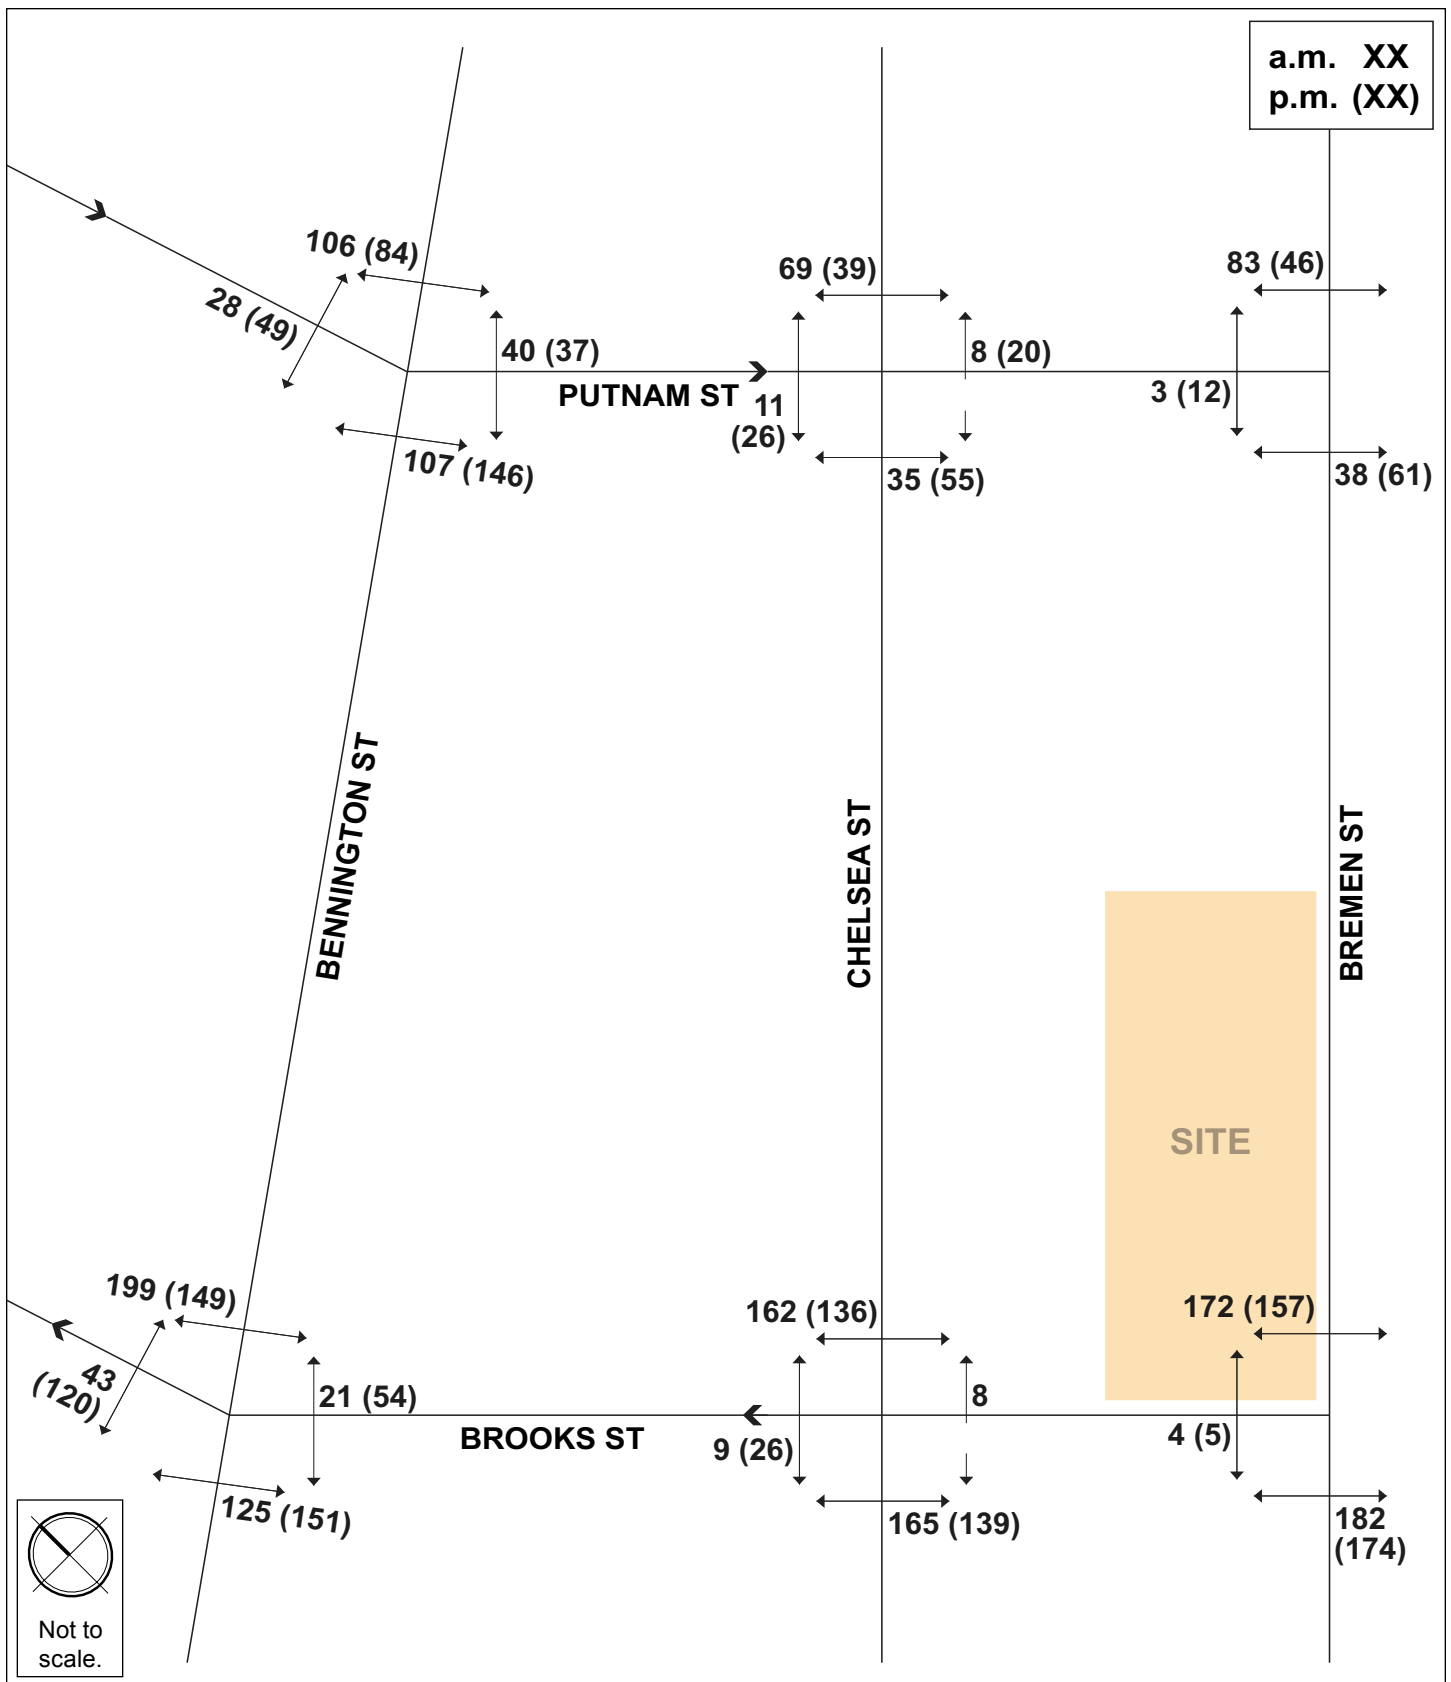 a.m. XX
p.m. (XX)
106 (84)
28 (49)
40 (37)
107 (146)
PUTNAM ST
69 (39)
11
(26)
8 (20)
35 (55)
83 (46)
3 (12)
38 (61)
BENNINGTON ST
CHELSEA ST
BREMEN ST
SITE
199 (149)
43
(120)
21 (54)
125 (151)
BROOKS ST
162 (136)
9 (26)
8
165 (139)
172 (157)
4 (5)
182
(174)
Not to
scale.